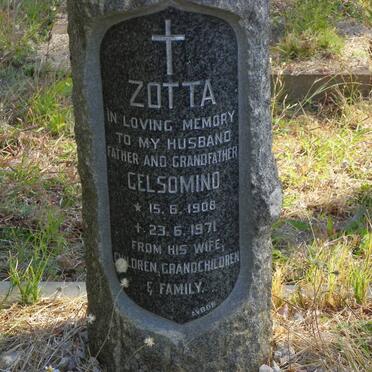 ZOTTA
IN LOVING MEMORY
TO MY HUSBAND
FATHER AND GRANDFATHER
GELSOMINO
* 15. 6. 1908
+ 23. 6. 1971
FROM HIS WIFE,
CHILDREN, GRANDCHILDREN
& FAMILY.